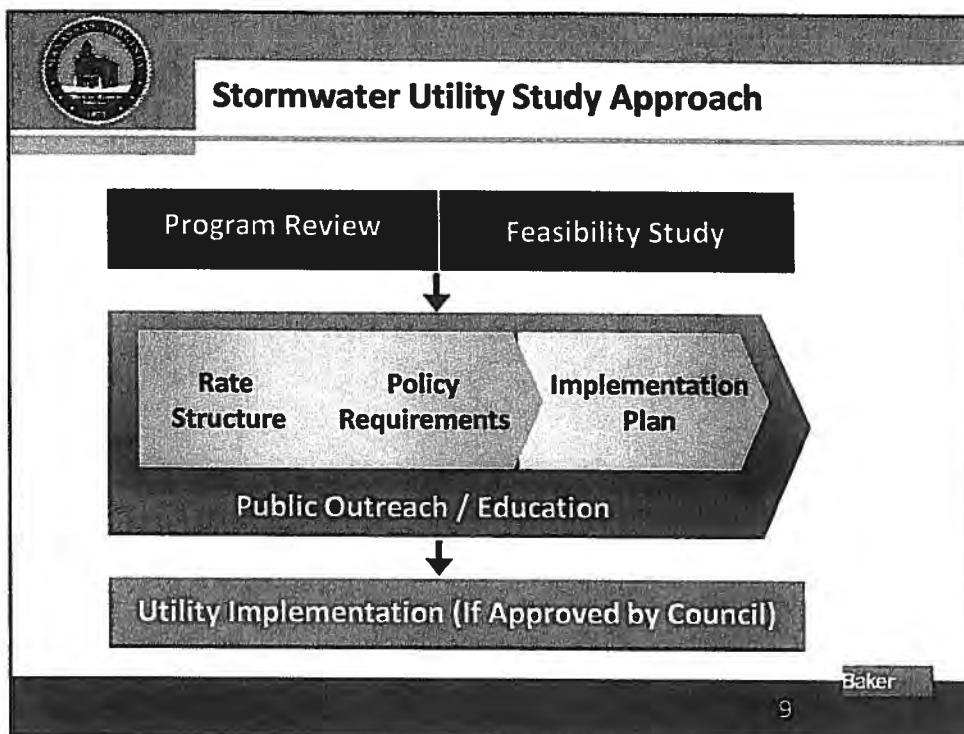 Stormwater Utility Study Approach
Program Review
Feasibility Study
Rate
Structure
Policy
Requirements
Implementation
Plan
Public Outreach / Education
Utility Implementation (If Approved by Council)
Baker
9